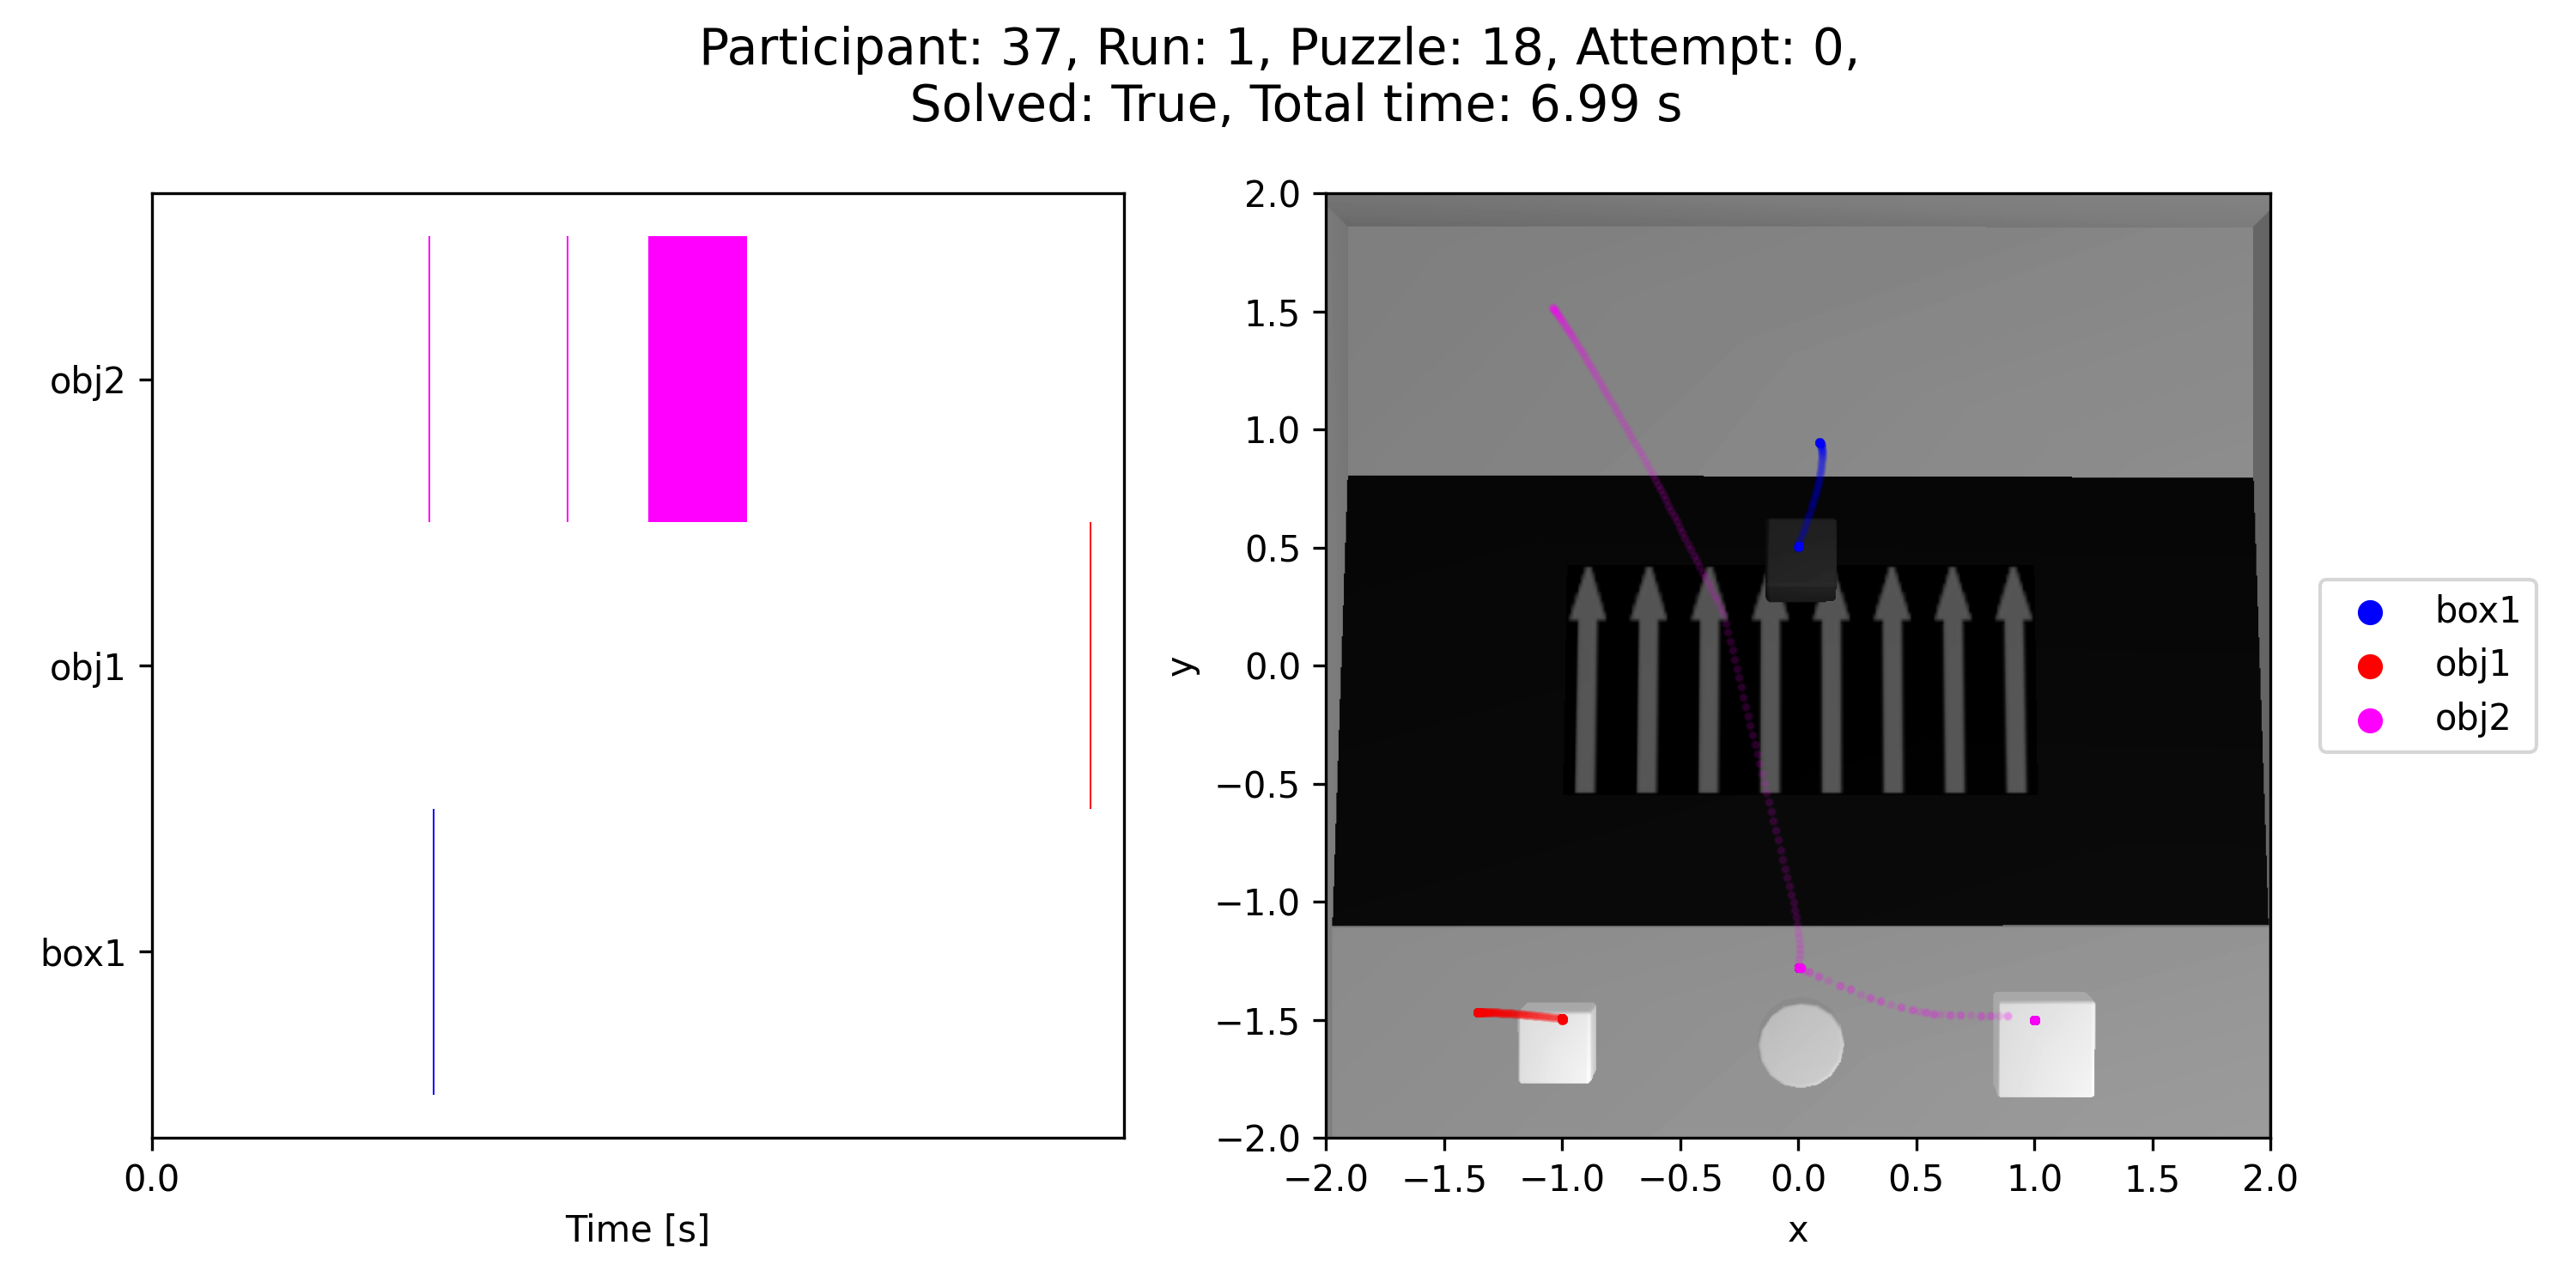 Participant: 37, Run: 1, Puzzle: 18, Attempt: 0,
Solved: True, Total time: 6.99 s
obj2
obj1
box1
0.0
Time [s]
y
2.0
1.5
1.0
0.5
0.0
−0.5
−1.0
−1.5
−2.0
−2.0 −1.5 −1.0 −0.5 0.0 0.5 1.0 1.5 2.0
x
box1
obj1
obj2